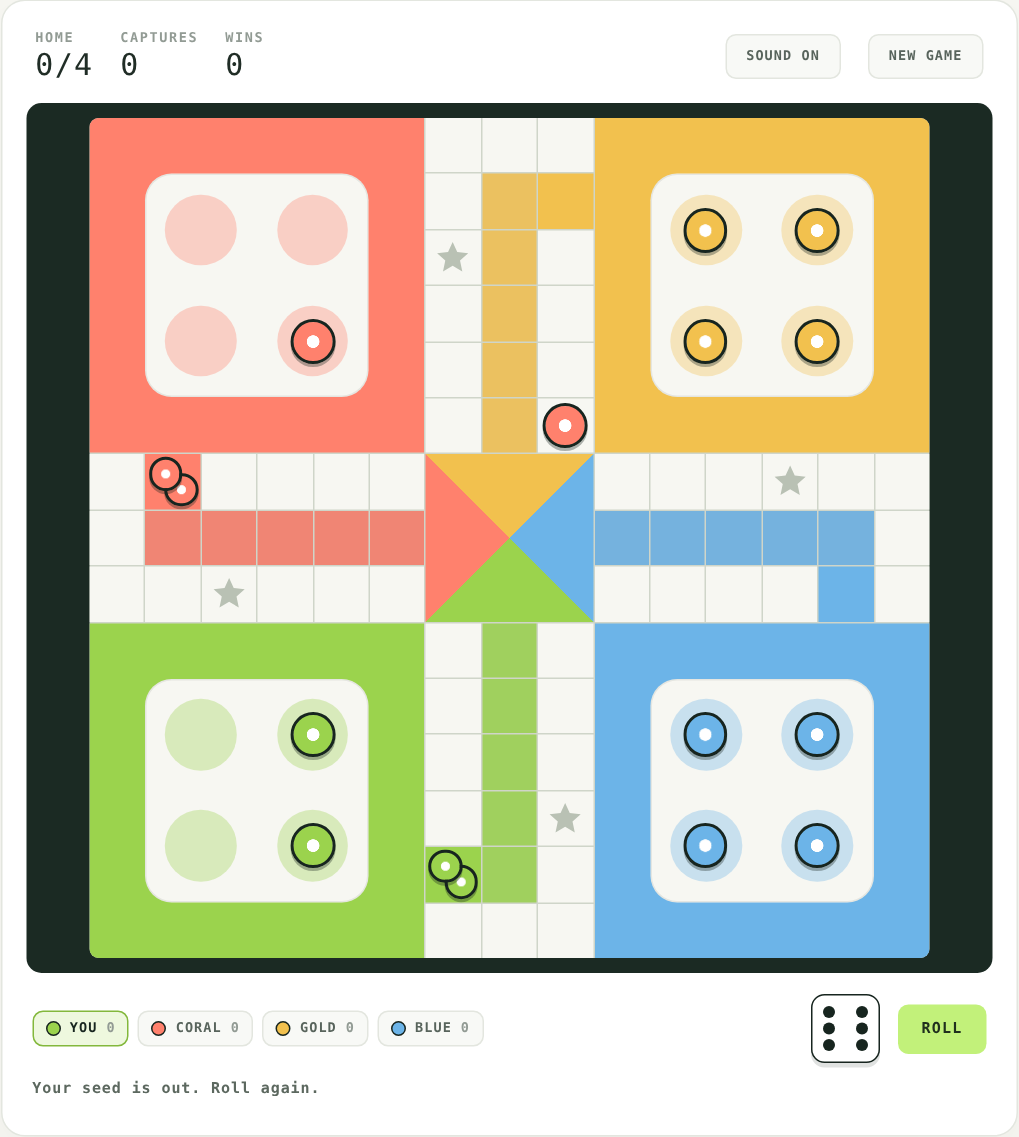 HOME CAPTURES WINS
0/4 0 0
SOUND ON NEW GAME
YOU 0 CORAL 0 GOLD 0 BLUE 0
ROLL
Your seed is out. Roll again.